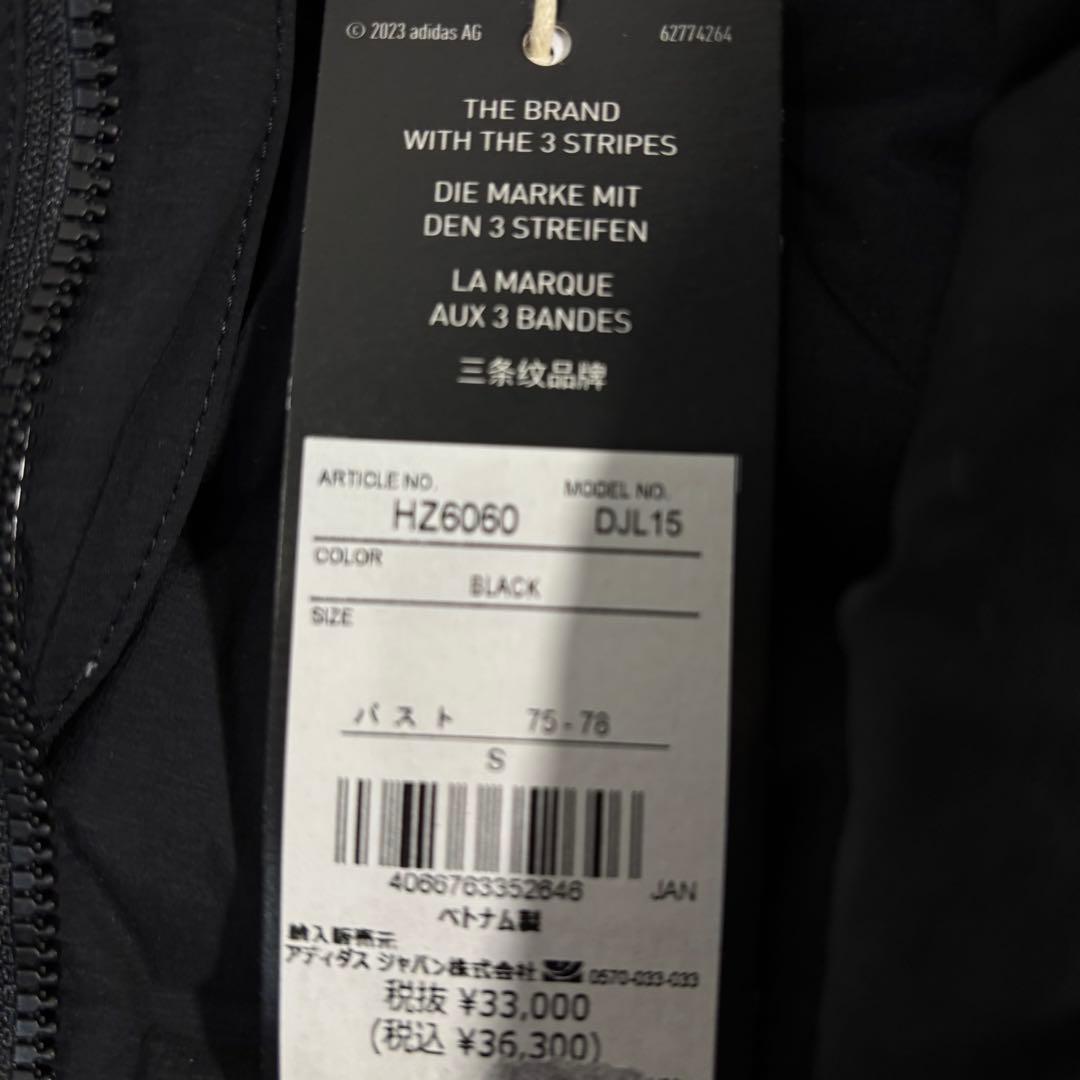 © 2023 adidas AG 62774264
THE BRAND
WITH THE 3 STRIPES
DIE MARKE MIT
DEN 3 STREIFEN
LA MARQUE
AUX 3 BANDES
三条纹品牌
ARTICLE NO. MODEL NO.
HZ6060 DJL15
COLOR
BLACK
SIZE
バスト 75-78
S
4066763352646 JAN
ベトナム製
輸入販売元
アディダス ジャパン株式会社 0570-033-033
税抜 ¥33,000
(税込 ¥36,300)